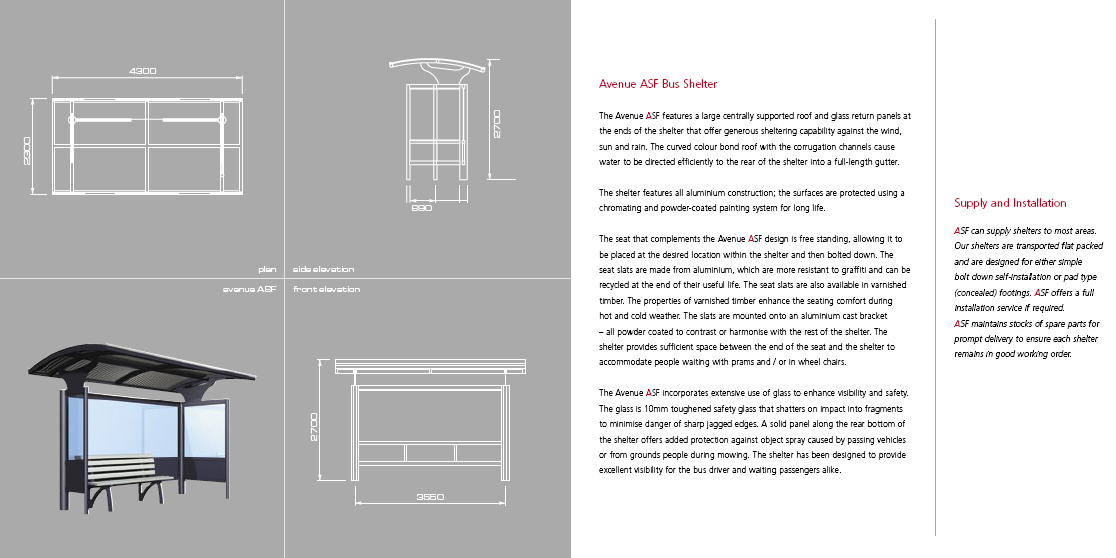 4300
2300
plan
2700
690
side elevation
avenue ASF
front elevation
2700
3550
Avenue ASF Bus Shelter
The Avenue ASF features a large centrally supported roof and glass return panels at
the ends of the shelter that offer generous sheltering capability against the wind,
sun and rain. The curved colour bond roof with the corrugation channels cause
water to be directed efficiently to the rear of the shelter into a full-length gutter.
The shelter features all aluminium construction; the surfaces are protected using a
chromating and powder-coated painting system for long life.
The seat that complements the Avenue ASF design is free standing, allowing it to
be placed at the desired location within the shelter and then bolted down. The
seat slats are made from aluminium, which are more resistant to graffiti and can be
recycled at the end of their useful life. The seat slats are also available in varnished
timber. The properties of varnished timber enhance the seating comfort during
hot and cold weather. The slats are mounted onto an aluminium cast bracket
– all powder coated to contrast or harmonise with the rest of the shelter. The
shelter provides sufficient space between the end of the seat and the shelter to
accommodate people waiting with prams and / or in wheel chairs.
The Avenue ASF incorporates extensive use of glass to enhance visibility and safety.
The glass is 10mm toughened safety glass that shatters on impact into fragments
to minimise danger of sharp jagged edges. A solid panel along the rear bottom of
the shelter offers added protection against object spray caused by passing vehicles
or from grounds people during mowing. The shelter has been designed to provide
excellent visibility for the bus driver and waiting passengers alike.
Supply and Installation
ASF can supply shelters to most areas.
Our shelters are transported flat packed
and are designed for either simple
bolt down self-installation or pad type
(concealed) footings. ASF offers a full
installation service if required.
ASF maintains stocks of spare parts for
prompt delivery to ensure each shelter
remains in good working order.